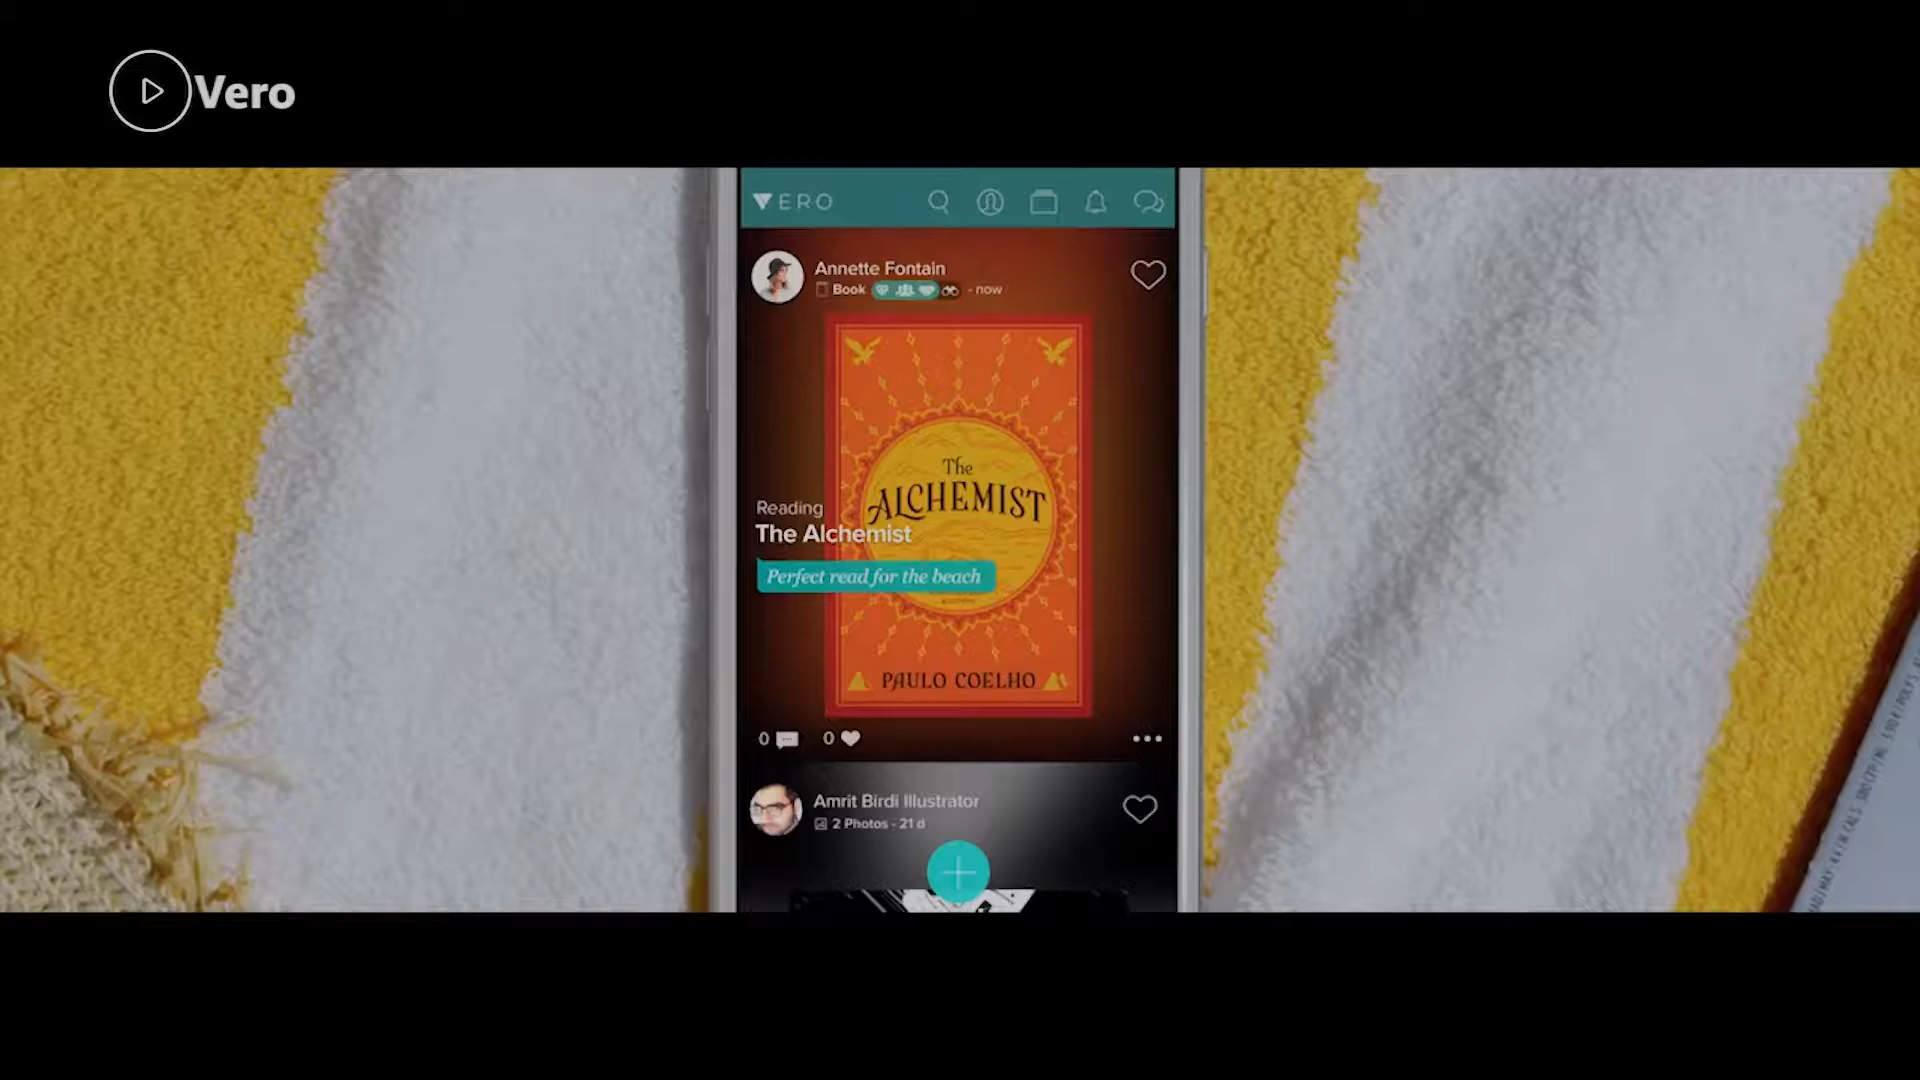 Vero
VERO
Annette Fontain
Book - now
The
ALCHEMIST
Reading
The Alchemist
Perfect read for the beach
PAULO COELHO
0 0
Amrit Birdi Illustrator
2 Photos - 21 d